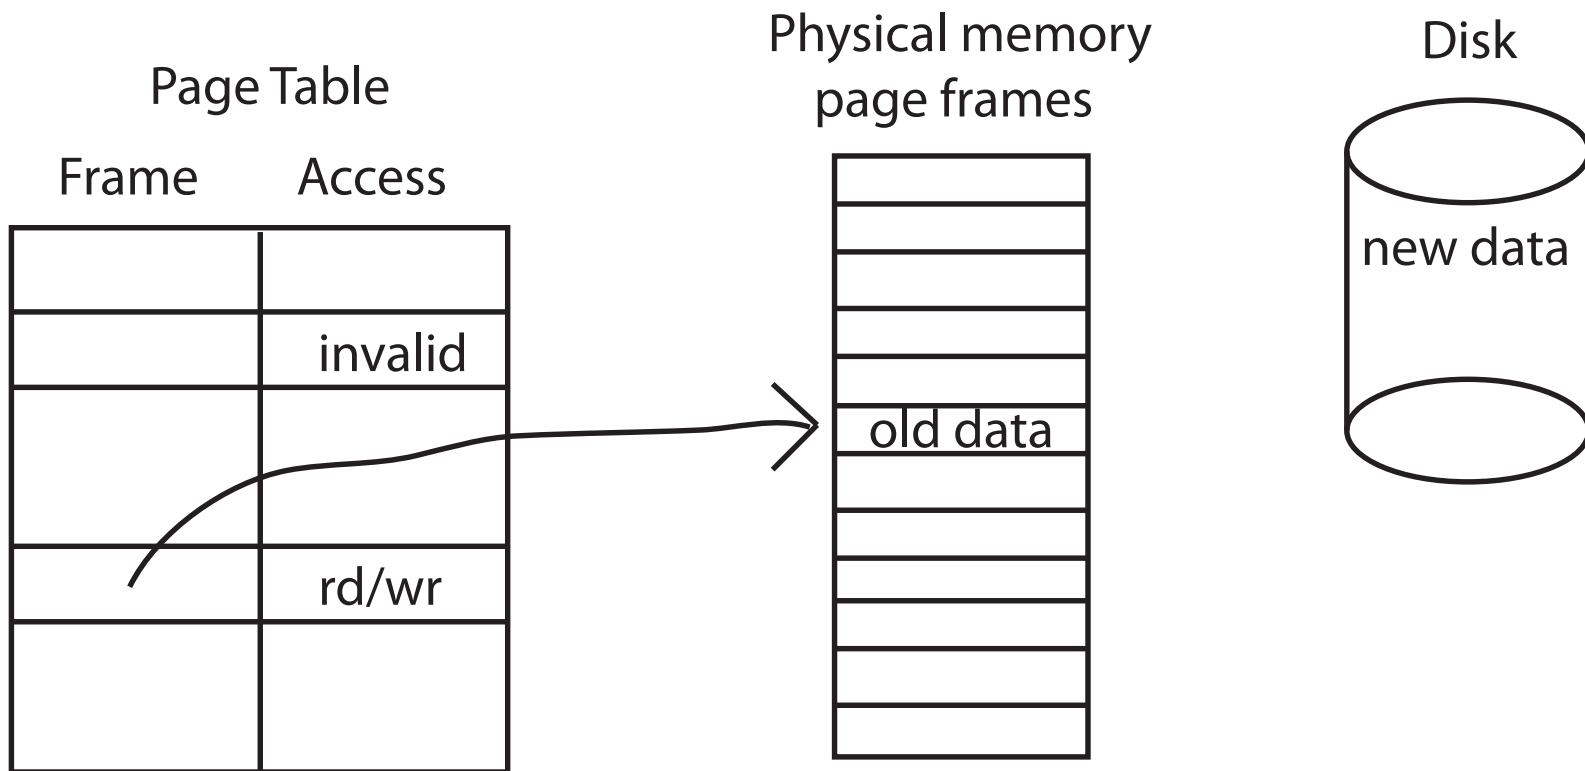 Page Table
Frame Access
invalid
rd/wr
Physical memory
page frames
old data
Disk
new data